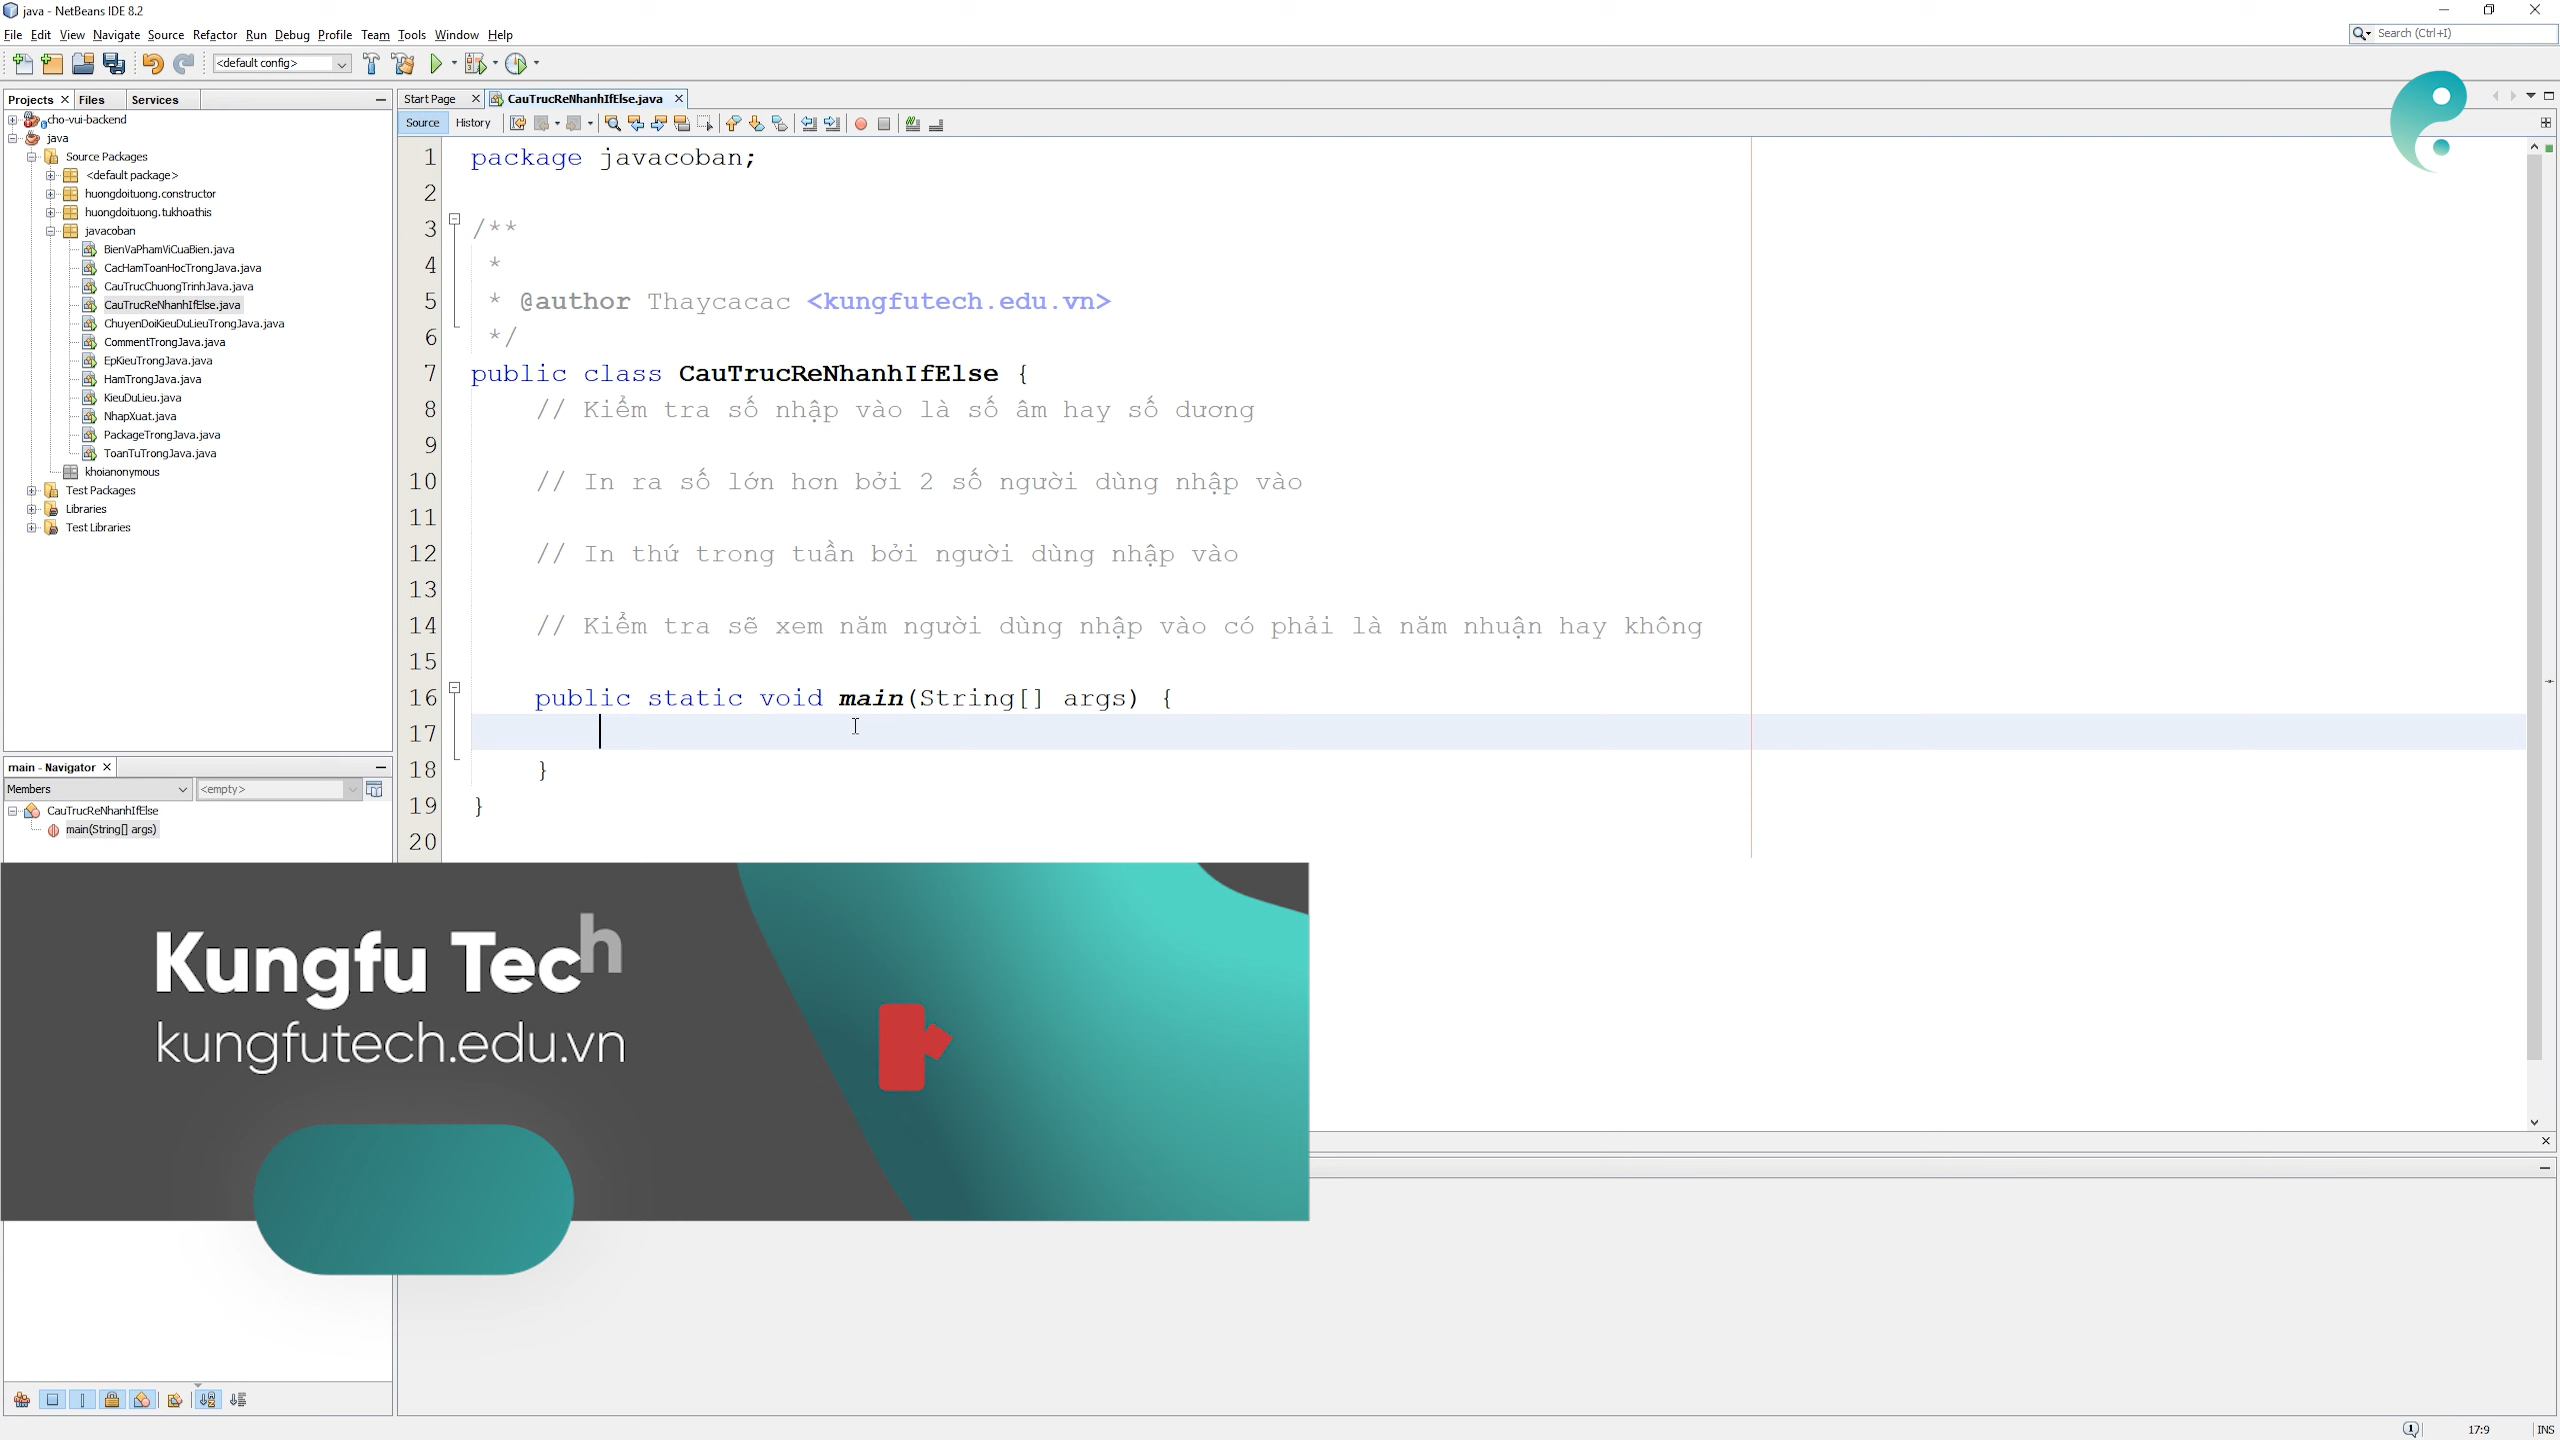 java - NetBeans IDE 8.2
File Edit View Navigate Source Refactor Run Debug Profile Team Tools Window Help
Search (Ctrl+I)
<default config>
Projects Files Services
Start Page CauTrucReNhanhIfElse.java
Source History
cho-vui-backend
java
Source Packages
<default package>
huongdoituong.constructor
huongdoituong.tukhoathis
javacoban
BienVaPhamViCuaBien.java
CacHamToanHocTrongJava.java
CauTrucChuongTrinhJava.java
CauTrucReNhanhIfElse.java
ChuyenDoiKieuDuLieuTrongJava.java
CommentTrongJava.java
EpKieuTrongJava.java
HamTrongJava.java
KieuDuLieu.java
NhapXuat.java
PackageTrongJava.java
ToanTuTrongJava.java
khoianonymous
Test Packages
Libraries
Test Libraries
1 package javacoban;
2
3 /**
4 *
5 * @author Thaycacac <kungfutech.edu.vn>
6 */
7 public class CauTrucReNhanhIfElse {
8 // Kiểm tra số nhập vào là số âm hay số dương
9
10 // In ra số lớn hơn bởi 2 số người dùng nhập vào
11
12 // In thứ trong tuần bởi người dùng nhập vào
13
14 // Kiểm tra sẽ xem năm người dùng nhập vào có phải là năm nhuận hay không
15
16 public static void main(String[] args) {
17
18 }
19 }
20
main - Navigator
Members <empty>
CauTrucReNhanhIfElse
main(String[] args)
Kungfu Tech
kungfutech.edu.vn
17:9 INS